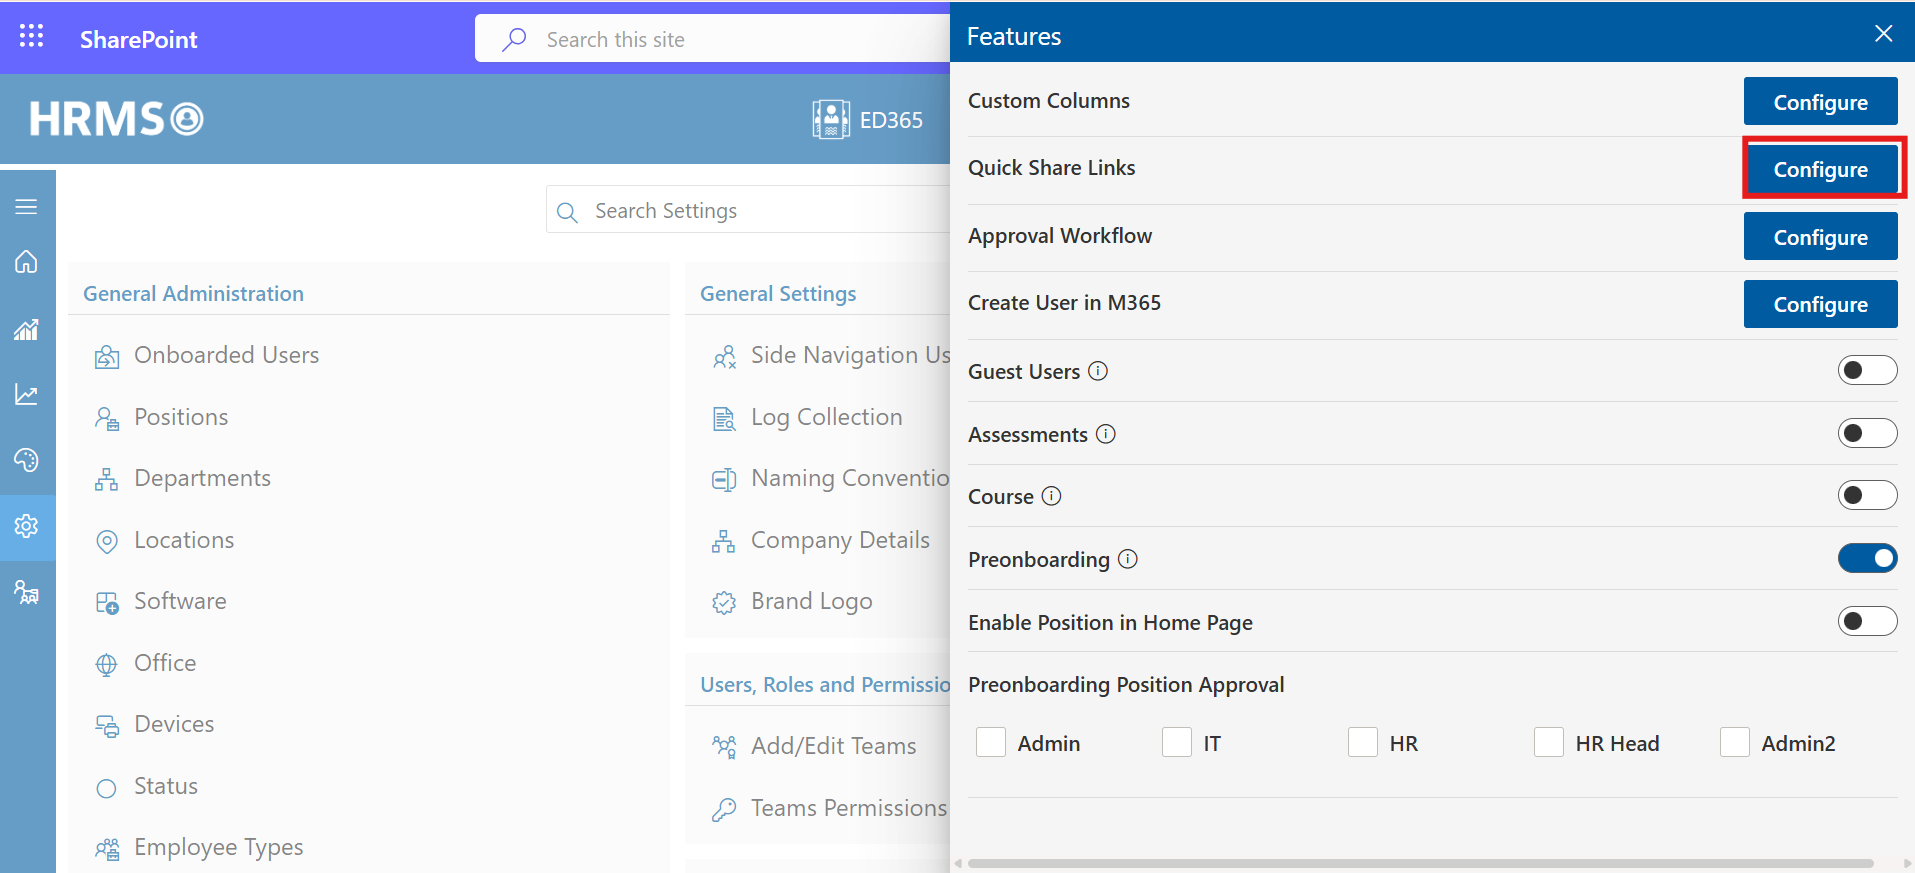 SharePoint
Search this site
HRMS
ED365
Search Settings
General Administration
Onboarded Users
Positions
Departments
Locations
Software
Office
Devices
Status
Employee Types
General Settings
Side Navigation Us
Log Collection
Naming Conventio
Company Details
Brand Logo
Users, Roles and Permissio
Add/Edit Teams
Teams Permissions
Features
Custom Columns Configure
Quick Share Links Configure
Approval Workflow Configure
Create User in M365 Configure
Guest Users
Assessments
Course
Preonboarding
Enable Position in Home Page
Preonboarding Position Approval
Admin IT HR HR Head Admin2